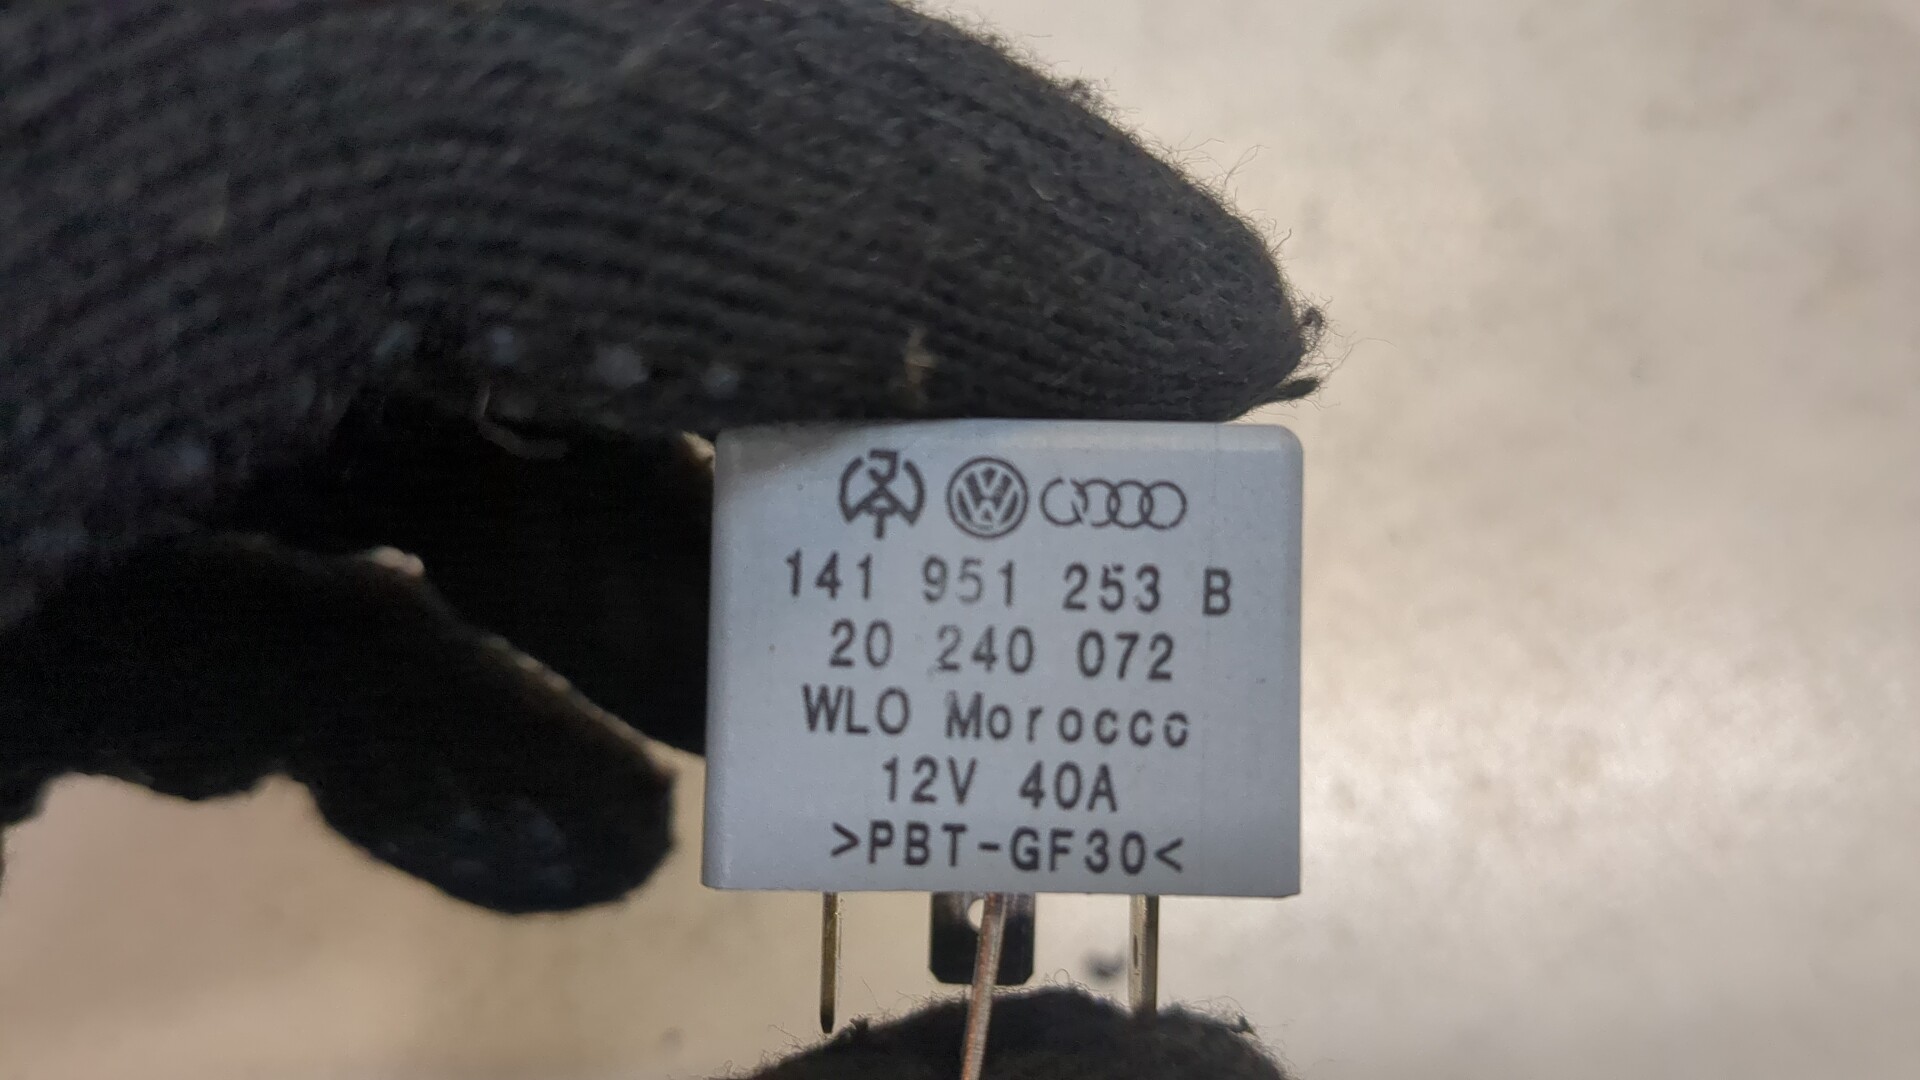 141 951 253 B
20 240 072
WLO Morocco
12V 40A
>PBT-GF30<